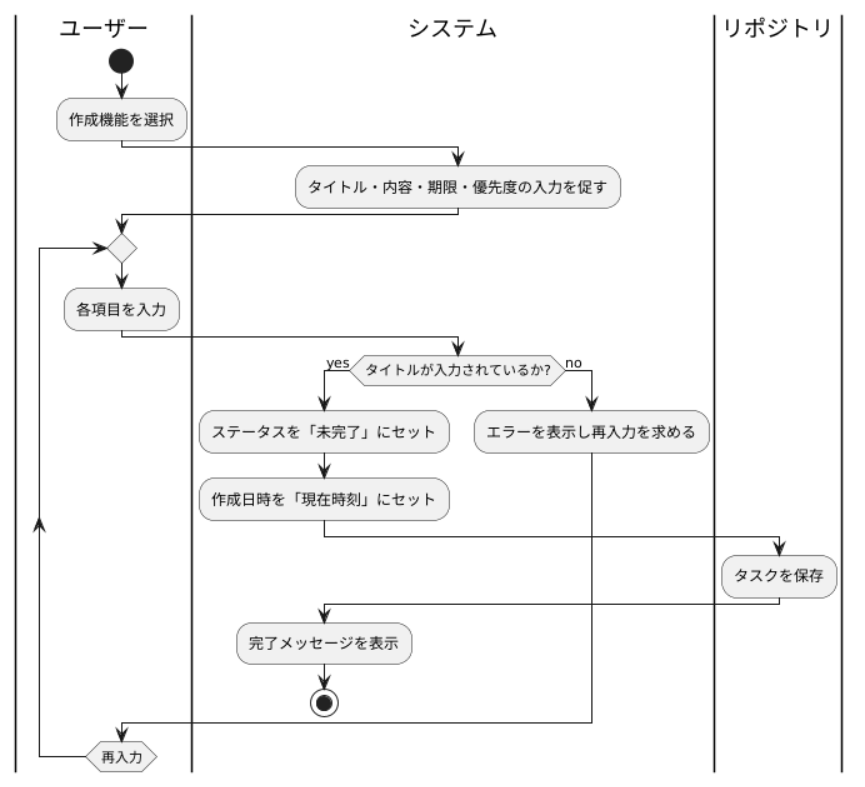 ユーザー
システム
リポジトリ
作成機能を選択
タイトル・内容・期限・優先度の入力を促す
各項目を入力
タイトルが入力されているか?
yes
no
ステータスを「未完了」にセット
エラーを表示し再入力を求める
作成日時を「現在時刻」にセット
タスクを保存
完了メッセージを表示
再入力